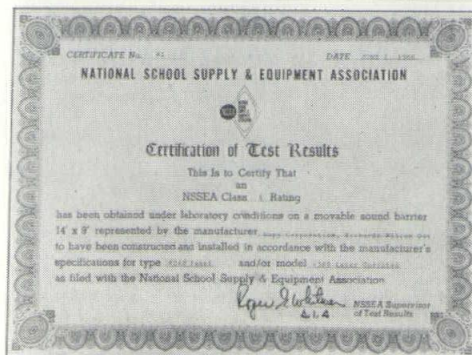 CERTIFICATE No. DATE JUNE 1,
NATIONAL SCHOOL SUPPLY & EQUIPMENT ASSOCIATION
Certification of Test Results
This Is to Certify That
an
NSSEA Class Rating
has been obtained under laboratory conditions on a movable sound barrier
14' x 9' represented by the manufacturer
to have been constructed and installed in accordance with the manufacturer's
specifications for type and/or model
as filed with the National School Supply & Equipment Association
NSSEA Supervisor
A.I.A of Test Results